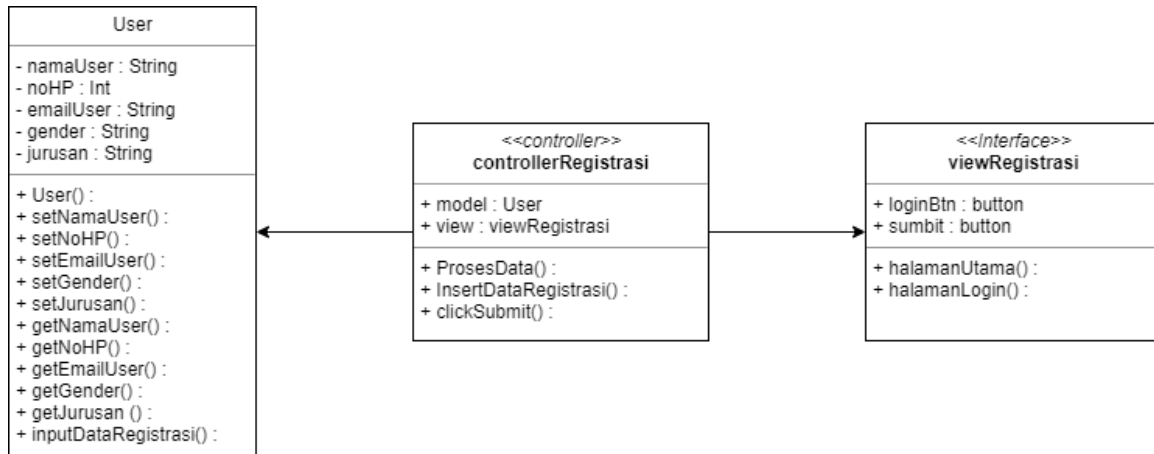 User
- namaUser : String
- noHP : Int
- emailUser : String
- gender : String
- jurusan : String
+ User() :
+ setNamaUser() :
+ setNoHP() :
+ setEmailUser() :
+ setGender() :
+ setJurusan() :
+ getNamaUser() :
+ getNoHP() :
+ getEmailUser() :
+ getGender() :
+ getJurusan () :
+ inputDataRegistrasi() :
<<controller>>
controllerRegistrasi
+ model : User
+ view : viewRegistrasi
+ ProsesData() :
+ InsertDataRegistrasi() :
+ clickSubmit() :
<<Interface>>
viewRegistrasi
+ loginBtn : button
+ sumbit : button
+ halamanUtama() :
+ halamanLogin() :